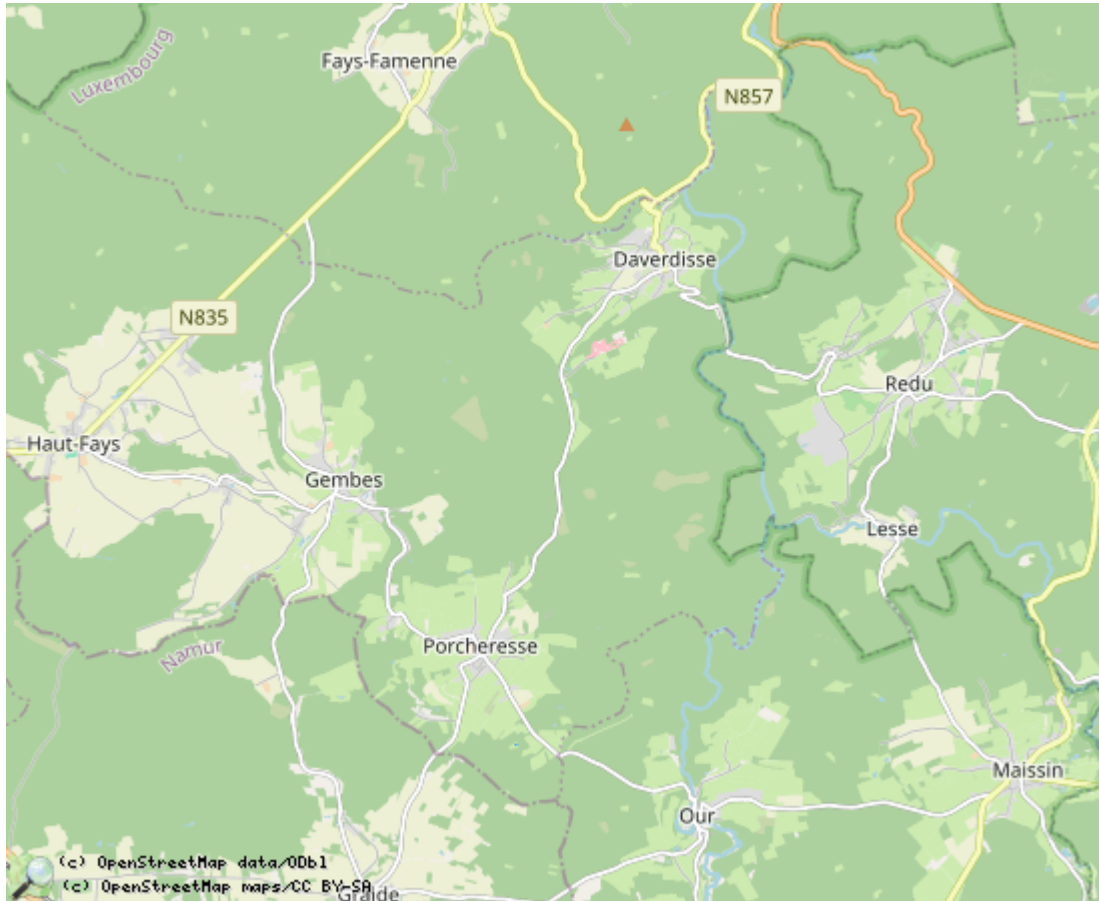 Luxembourg
Fays-Famenne
N857
Daverdisse
N835
Redu
Haut-Fays
Gembes
Lesse
Porcheresse
Namur
Maissin
Our
(c) OpenStreetMap data/ODbl
(c) OpenStreetMap maps/CC BY-SA
Graide